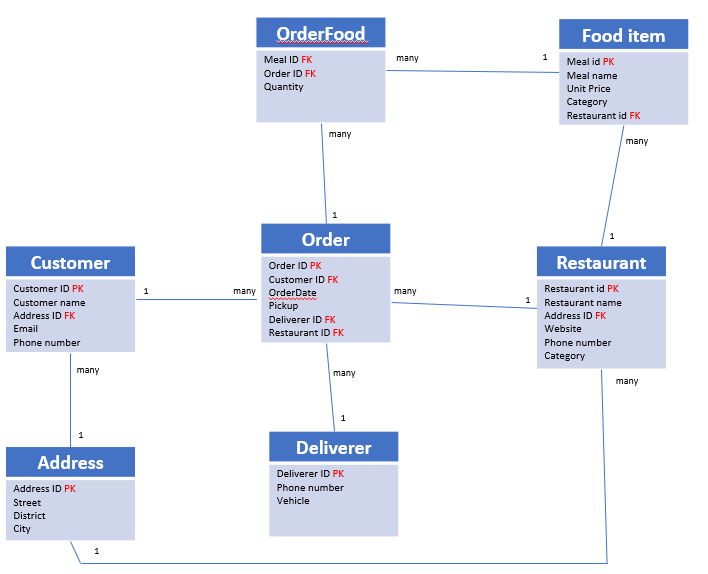 OrderFood
Meal ID FK
Order ID FK
Quantity
many
1
Food item
Meal id PK
Meal name
Unit Price
Category
Restaurant id FK
many
many
1
1
Order
Order ID PK
Customer ID FK
OrderDate
Pickup
Deliverer ID FK
Restaurant ID FK
Customer
Customer ID PK
Customer name
Address ID FK
Email
Phone number
1
many
many
1
Restaurant
Restaurant id PK
Restaurant name
Address ID FK
Website
Phone number
Category
many
many
many
1
1
Address
Address ID PK
Street
District
City
Deliverer
Deliverer ID PK
Phone number
Vehicle
1